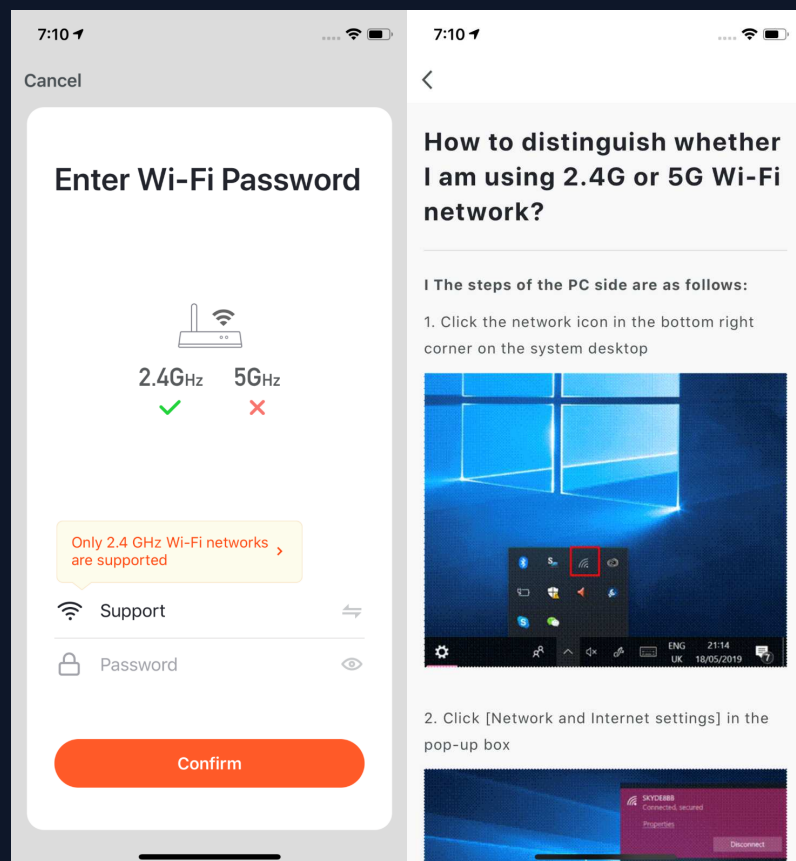 7:10
Cancel
Enter Wi-Fi Password
2.4GHz 5GHz
Only 2.4 GHz Wi-Fi networks
are supported
Support
Password
Confirm
7:10
How to distinguish whether
I am using 2.4G or 5G Wi-Fi
network?
I The steps of the PC side are as follows:
1. Click the network icon in the bottom right
corner on the system desktop
ENG 21:14
UK 18/05/2019
7
2. Click [Network and Internet settings] in the
pop-up box
SKYDE8BB
Connected, secured
Properties
Disconnect